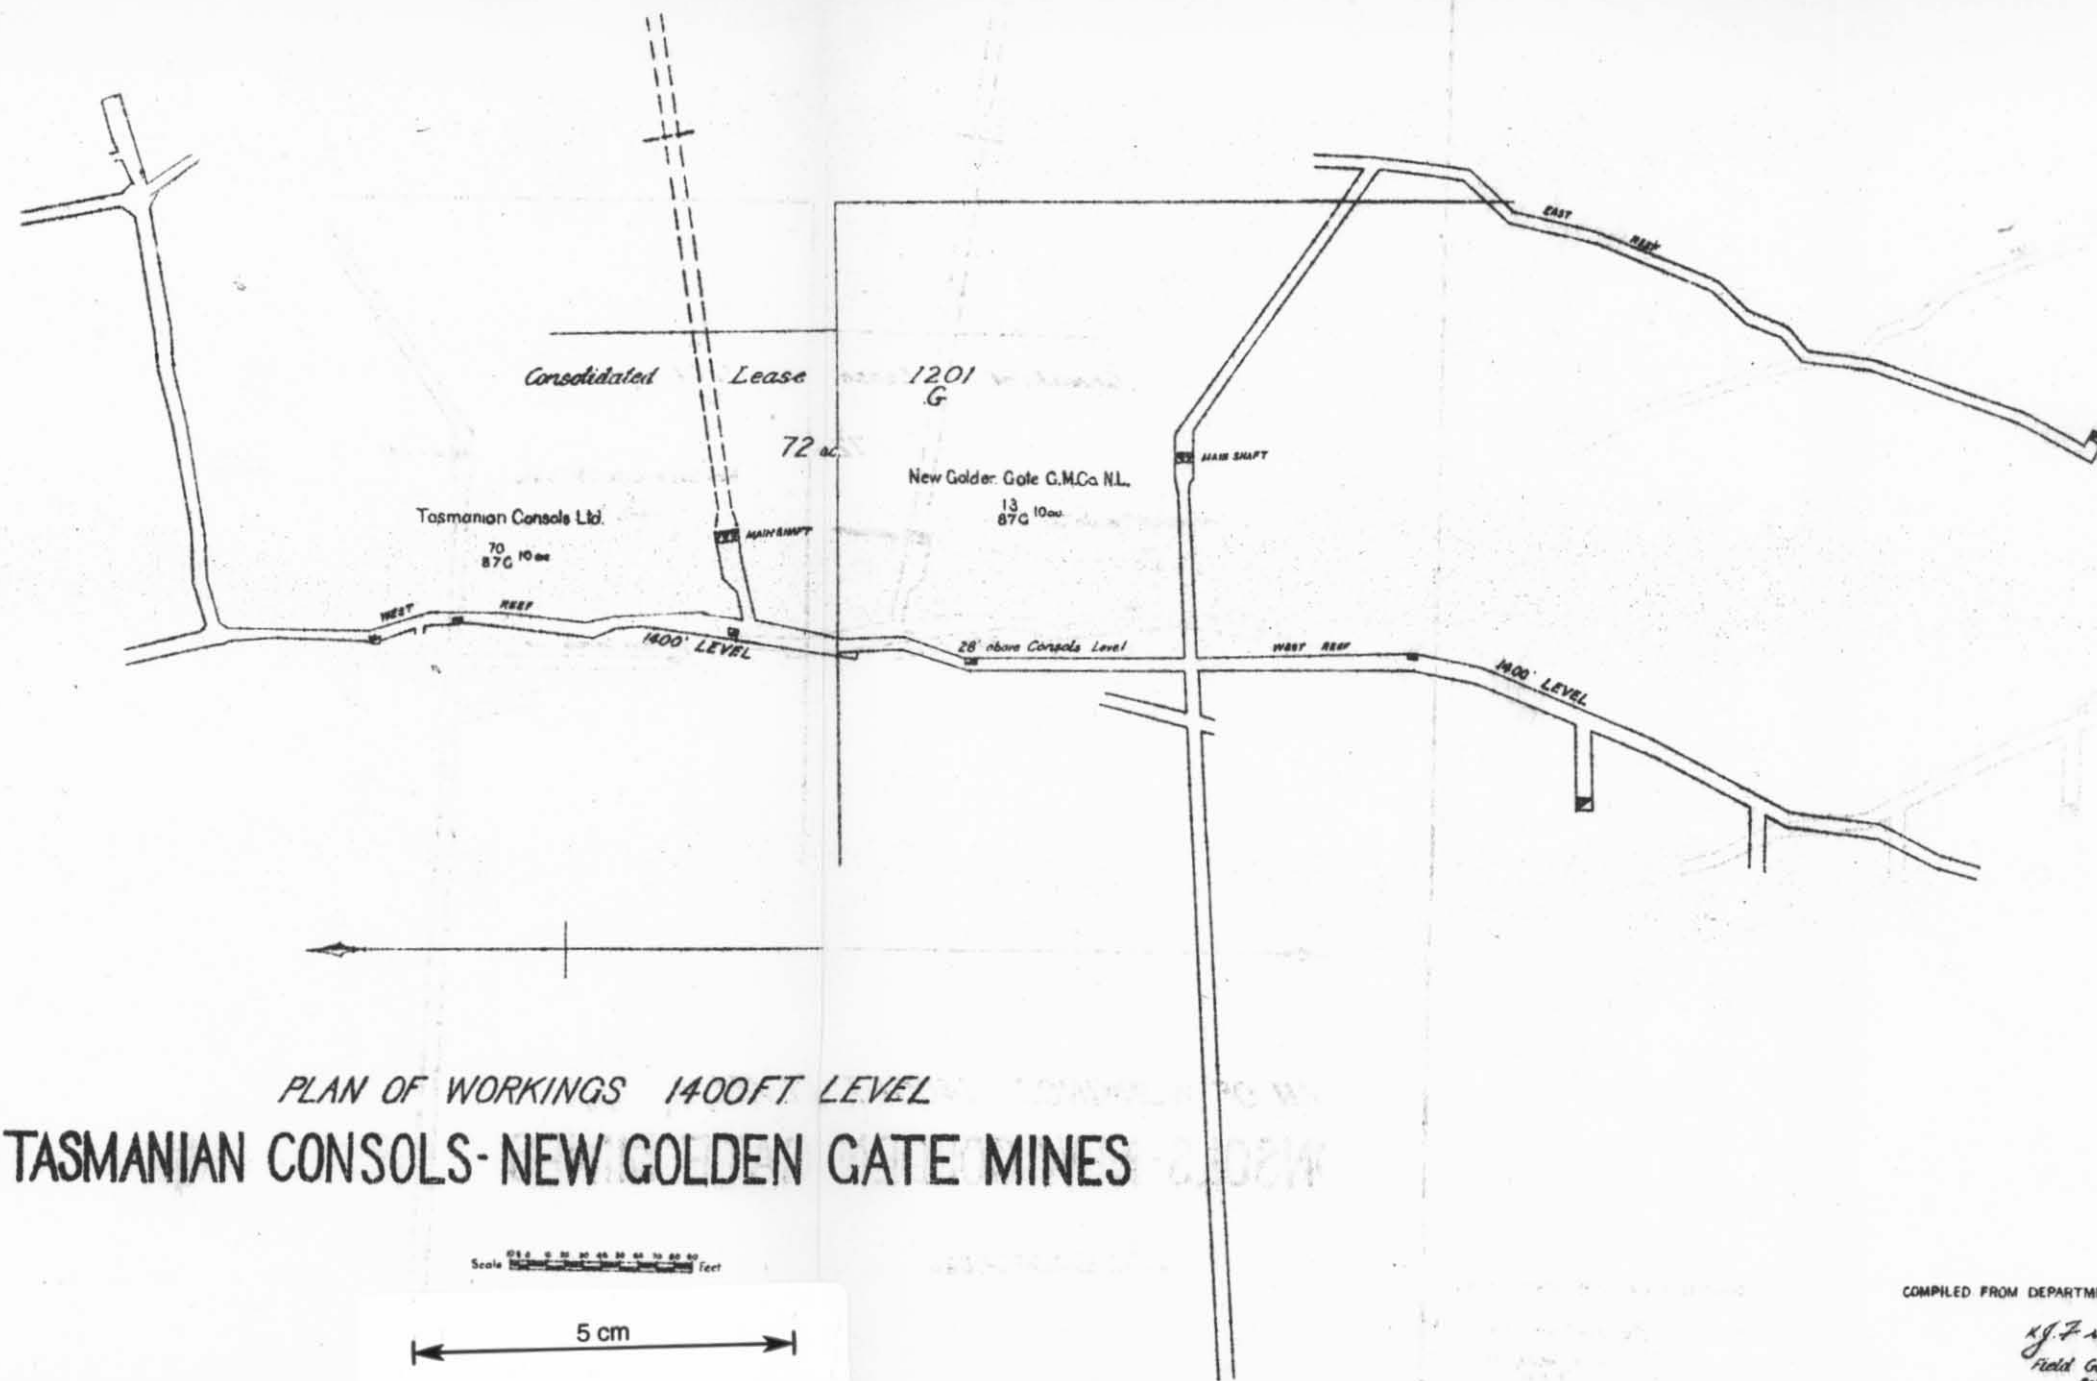 EAST REEF
Consolidated Lease 1201
G
72 ac.
MAIN SHAFT
New Golden Gate G.M.Co. N.L.
13
87G 10ac
Tasmanian Consols Ltd.
70
87G 10ac
MAIN SHAFT
WEST REEF
1400' LEVEL
28' above Consols Level
WEST REEF
1400' LEVEL
PLAN OF WORKINGS 1400FT. LEVEL
TASMANIAN CONSOLS-NEW GOLDEN GATE MINES
Scale Feet
5 cm
COMPILED FROM
Field